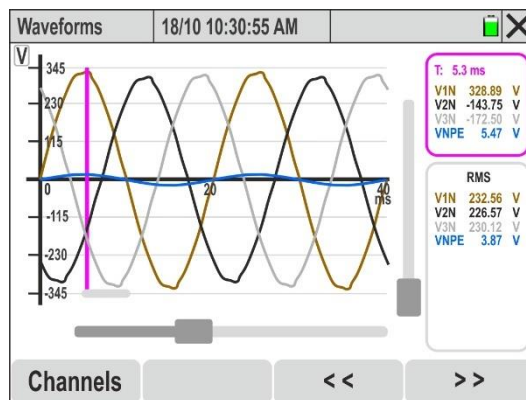 Waveforms 18/10 10:30:55 AM
V
345
230
115
0 20 40
ms
-115
-230
-345
T: 5.3 ms
V1N 328.89 V
V2N -143.75 V
V3N -172.50 V
VNPE 5.47 V
RMS
V1N 232.56 V
V2N 226.57 V
V3N 230.12 V
VNPE 3.87 V
Channels << >>